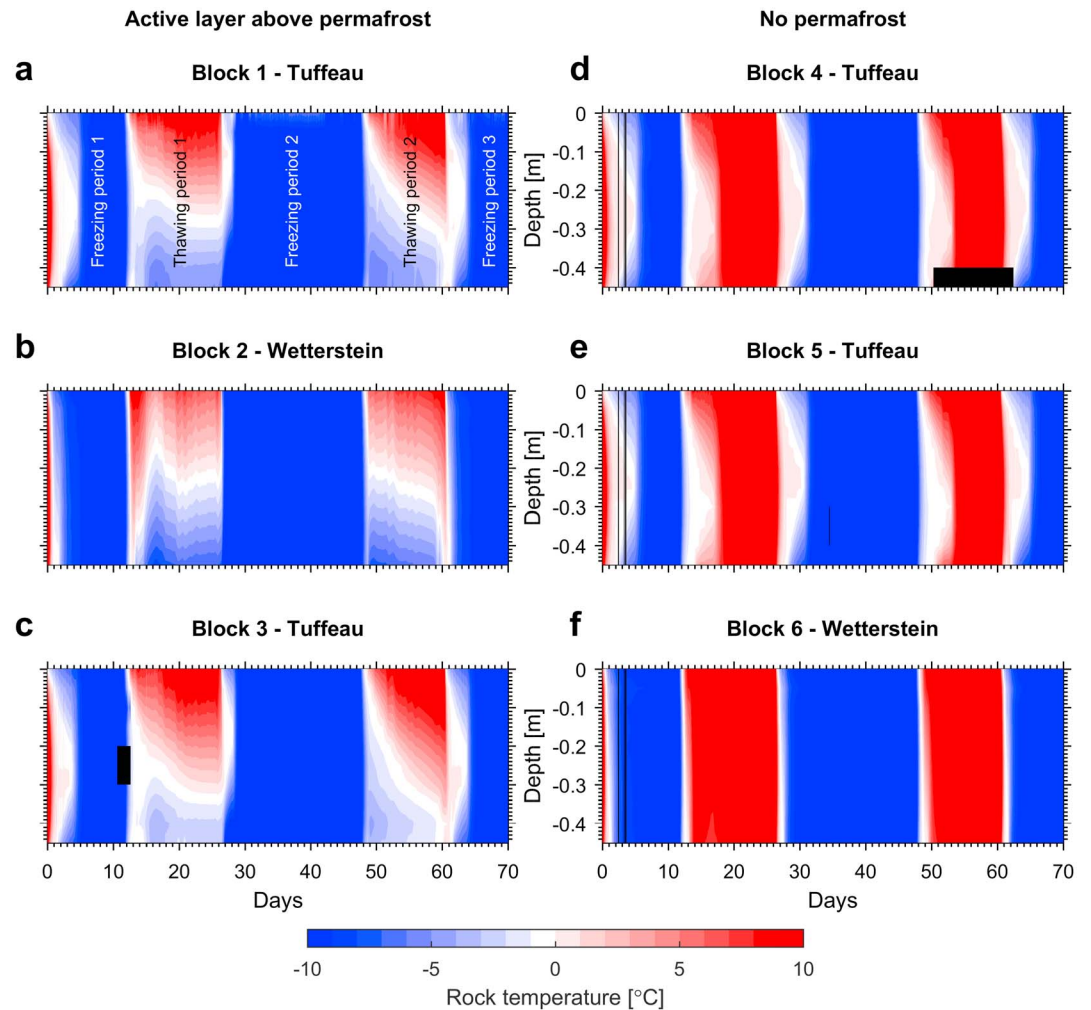 Active layer above permafrost
No permafrost
a
Block 1 - Tuffeau
Freezing period 1
Thawing period 1
Freezing period 2
Thawing period 2
Freezing period 3
d
Block 4 - Tuffeau
0
-0.1
-0.2
-0.3
-0.4
Depth [m]
b
Block 2 - Wetterstein
e
Block 5 - Tuffeau
0
-0.1
-0.2
-0.3
-0.4
Depth [m]
c
Block 3 - Tuffeau
0 10 20 30 40 50 60 70
Days
f
Block 6 - Wetterstein
0
-0.1
-0.2
-0.3
-0.4
Depth [m]
0 10 20 30 40 50 60 70
Days
-10 -5 0 5 10
Rock temperature [°C]